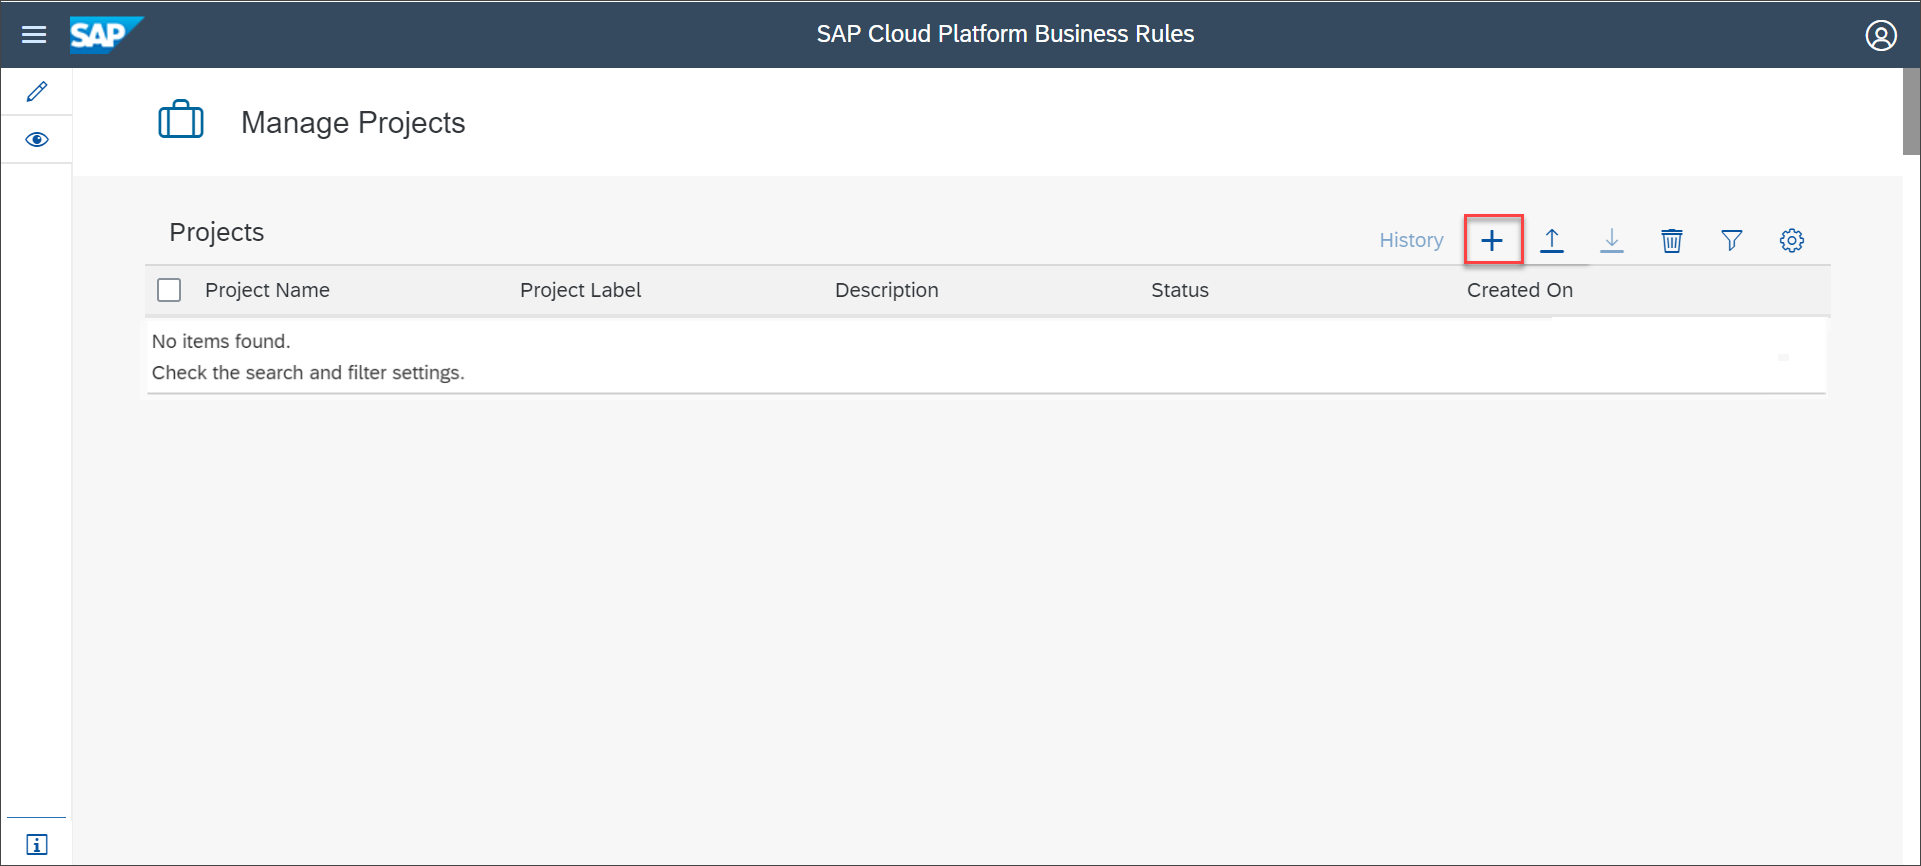 SAP
SAP Cloud Platform Business Rules
Manage Projects
Projects
History
Project Name
Project Label
Description
Status
Created On
No items found.
Check the search and filter settings.